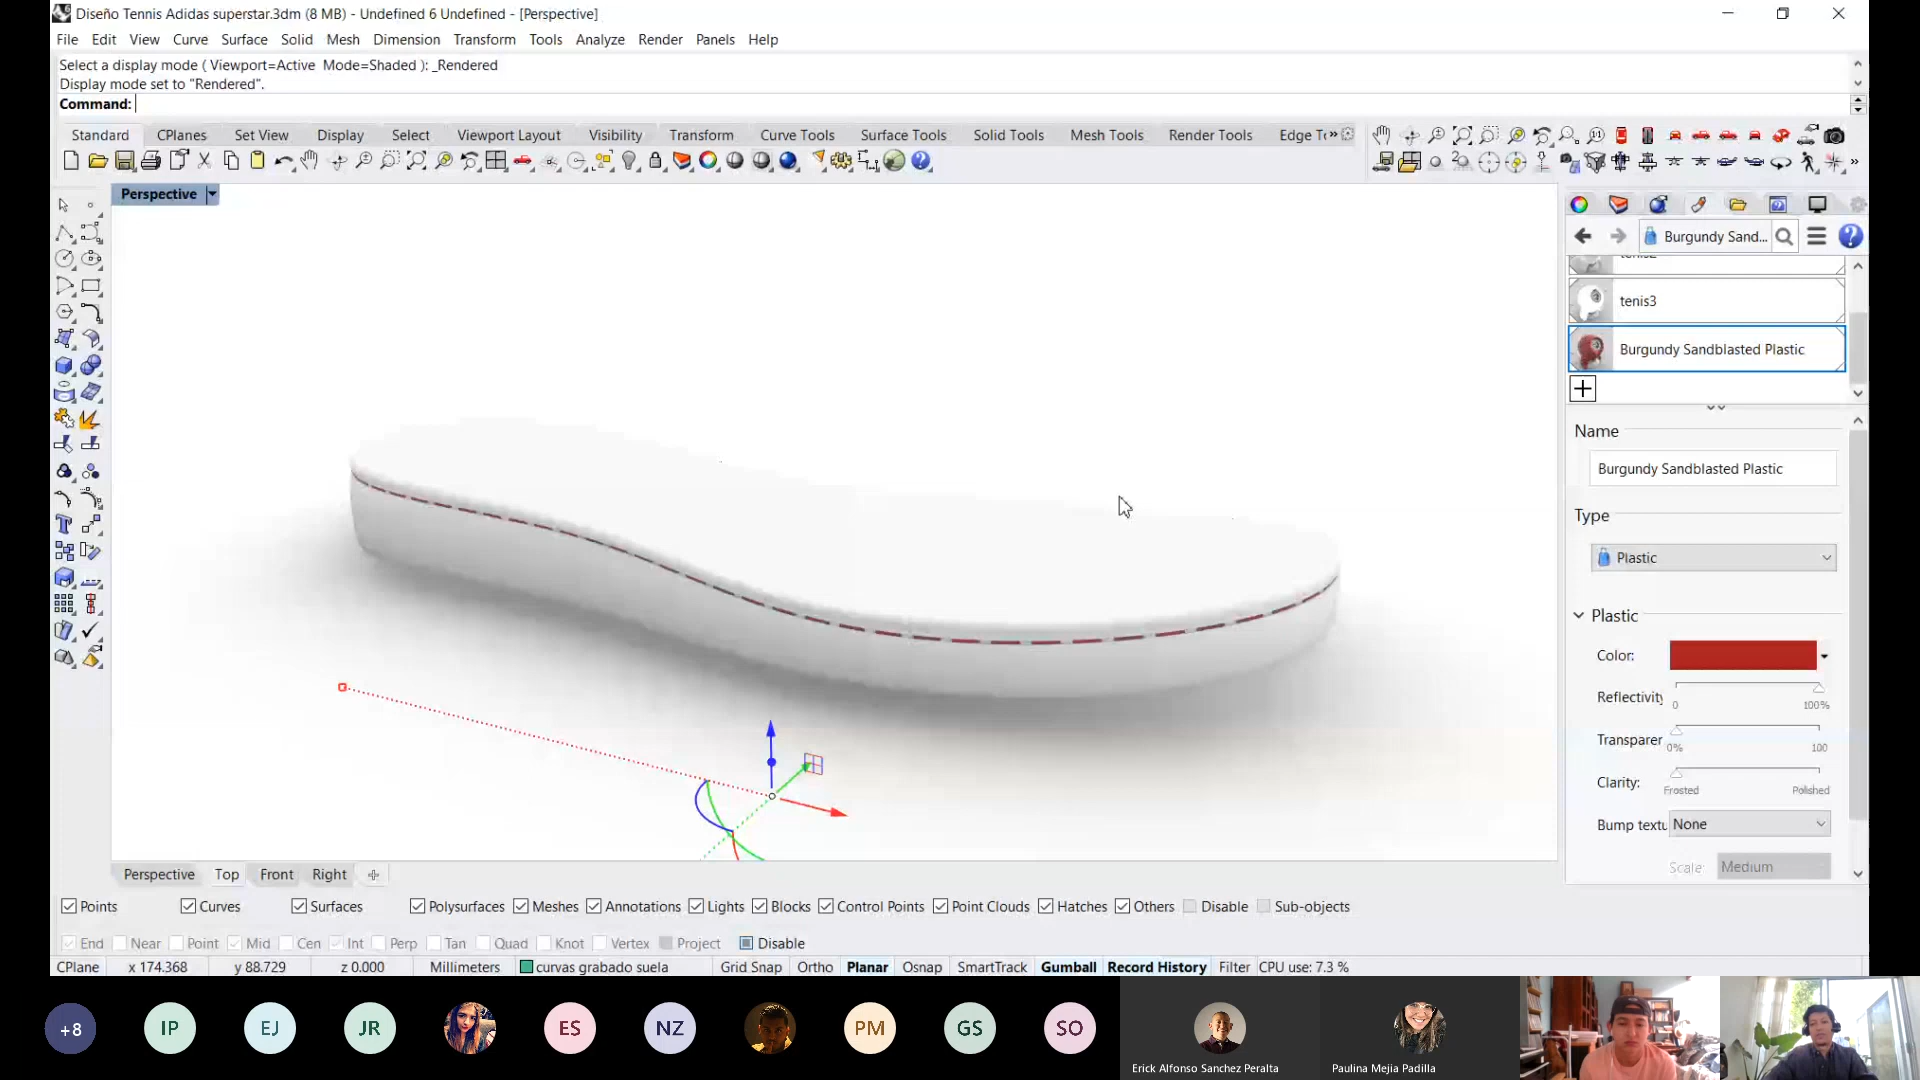 Diseño Tennis Adidas superstar.3dm (8 MB) - Undefined 6 Undefined - [Perspective]
File Edit View Curve Surface Solid Mesh Dimension Transform Tools Analyze Render Panels Help
Select a display mode ( Viewport=Active Mode=Shaded ): _Rendered
Display mode set to "Rendered".
Command:
Standard CPlanes Set View Display Select Viewport Layout Visibility Transform Curve Tools Surface Tools Solid Tools Mesh Tools Render Tools Edge To »
Perspective
Burgundy Sand...
tenis3
Burgundy Sandblasted Plastic
Name
Burgundy Sandblasted Plastic
Type
Plastic
Plastic
Color:
Reflectivity
0 100%
Transparer
0% 100
Clarity:
Frosted Polished
Bump textu None
Scale: Medium
Perspective Top Front Right
Points Curves Surfaces Polysurfaces Meshes Annotations Lights Blocks Control Points Point Clouds Hatches Others Disable Sub-objects
End Near Point Mid Cen Int Perp Tan Quad Knot Vertex Project Disable
CPlane x 174.368 y 88.729 z 0.000 Millimeters curvas grabado suela Grid Snap Ortho Planar Osnap SmartTrack Gumball Record History Filter CPU use: 7.3 %
+8 IP EJ JR ES NZ PM GS SO
Erick Alfonso Sanchez Peralta Paulina Mejia Padilla